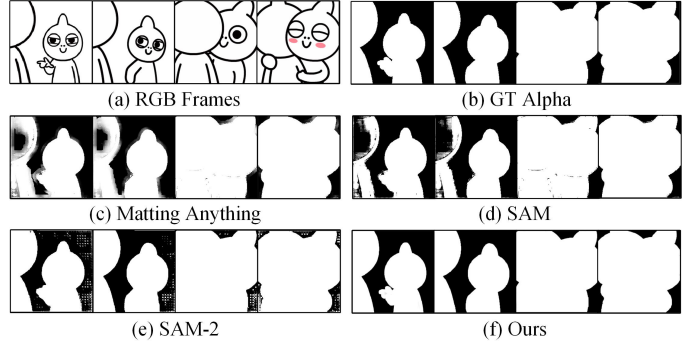 (a) RGB Frames
(b) GT Alpha
(c) Matting Anything
(d) SAM
(e) SAM-2
(f) Ours